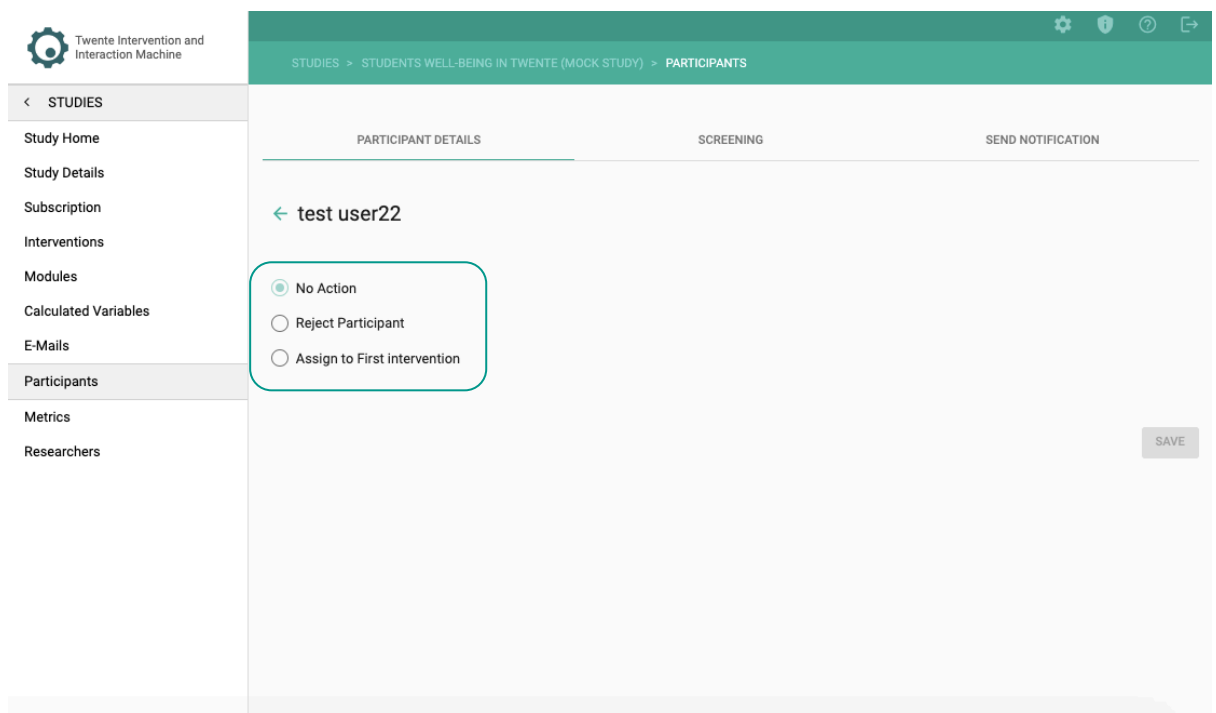 Twente Intervention and
Interaction Machine
STUDIES > STUDENTS WELL-BEING IN TWENTE (MOCK STUDY) > PARTICIPANTS
< STUDIES
Study Home
Study Details
Subscription
Interventions
Modules
Calculated Variables
E-Mails
Participants
Metrics
Researchers
PARTICIPANT DETAILS SCREENING SEND NOTIFICATION
← test user22
No Action
Reject Participant
Assign to First intervention
SAVE